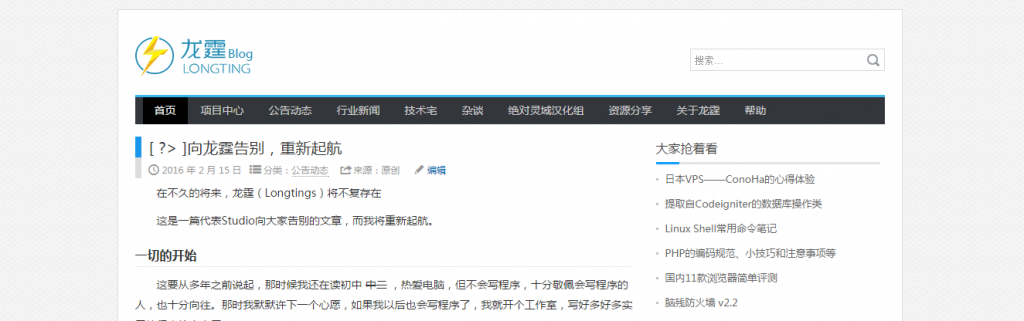 龙霆Blog
LONGTING
搜索…
首页 项目中心 公告动态 行业新闻 技术宅 杂谈 绝对灵域汉化组 资源分享 关于龙霆 帮助
[ ?> ]向龙霆告别，重新起航
2016 年 2 月 15 日 分类：公告动态 来源：原创 编辑
在不久的将来，龙霆（Longtings）将不复存在
这是一篇代表Studio向大家告别的文章，而我将重新起航。
一切的开始
这要从多年之前说起，那时候我还在读初中 中二 ，热爱电脑，但不会写程序，十分敬佩会写程序的
人，也十分向往。那时我默默许下一个心愿，如果我以后也会写程序了，我就开个工作室，写好多好多实
大家抢着看
日本VPS——ConoHa的心得体验
提取自Codeigniter的数据库操作类
Linux Shell常用命令笔记
PHP的编码规范、小技巧和注意事项等
国内11款浏览器简单评测
脑残防火墙 v2.2